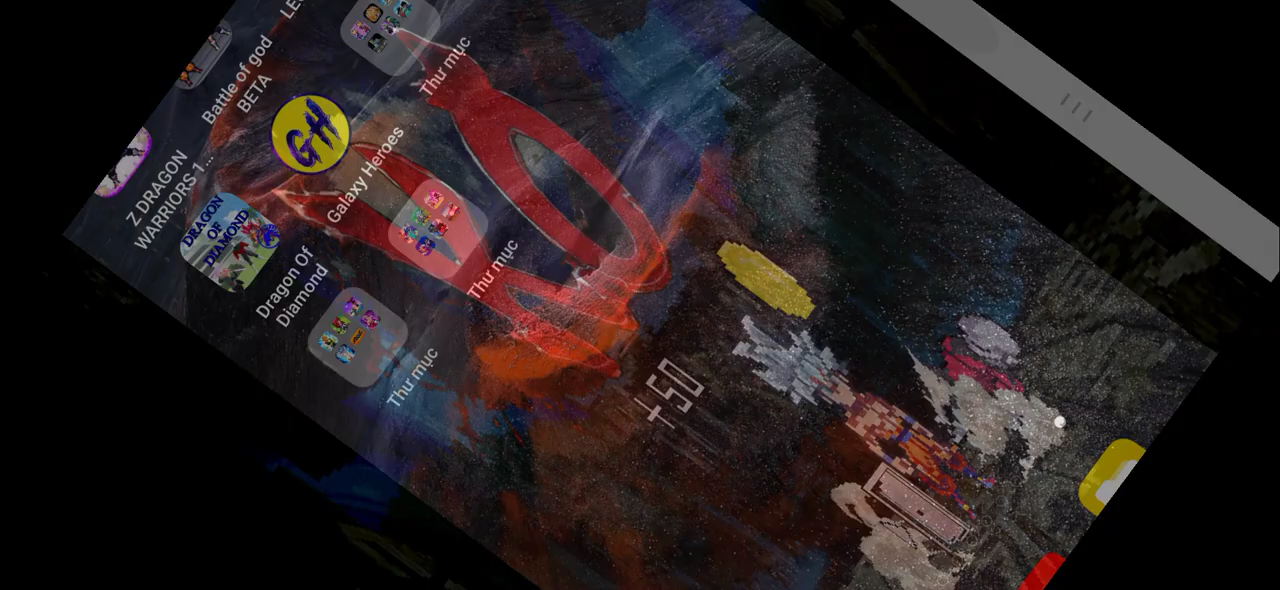 LE
Battle of god
BETA
Z DRAGON
WARRIORS 1...
GH
Galaxy Heroes
DRAGON
OF
DIAMOND
Dragon Of
Diamond
Thư mục
Thư mục
Thư mục
+50